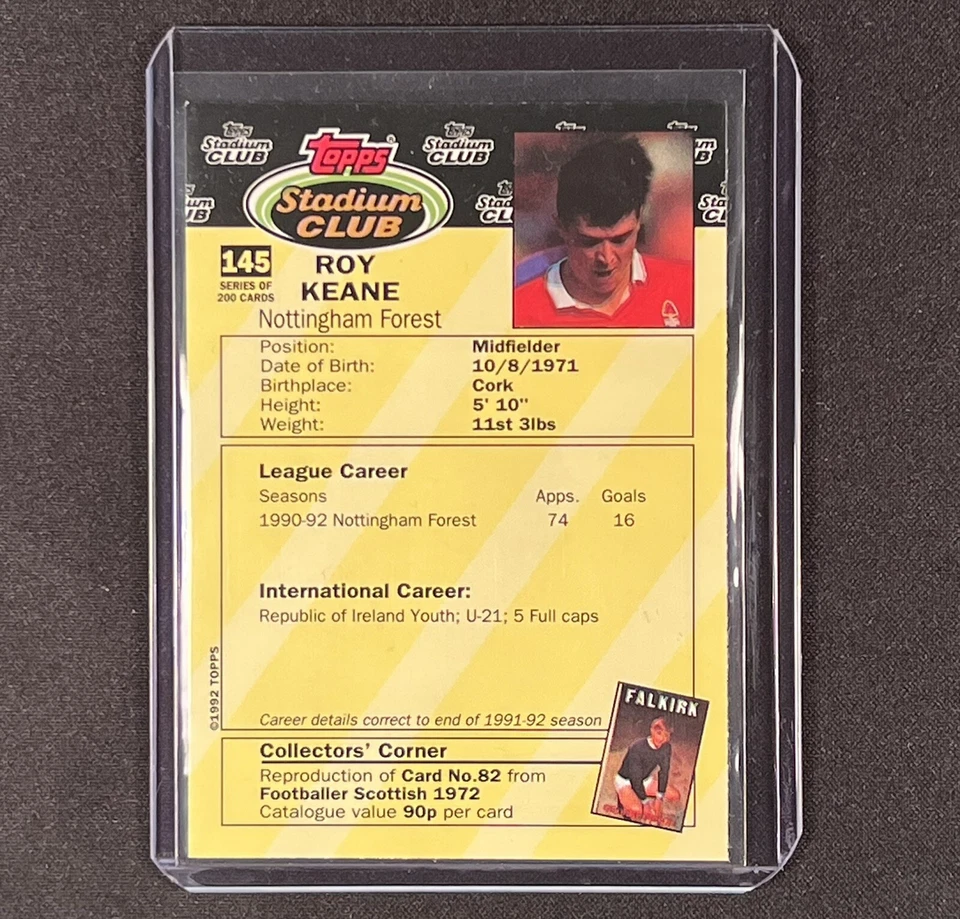 Topps Stadium CLUB
Topps Stadium CLUB
Topps
Stadium
CLUB
145
SERIES OF
200 CARDS
ROY
KEANE
Nottingham Forest
Position: Midfielder
Date of Birth: 10/8/1971
Birthplace: Cork
Height: 5' 10"
Weight: 11st 3lbs
League Career
Seasons Apps. Goals
1990-92 Nottingham Forest 74 16
International Career:
Republic of Ireland Youth; U-21; 5 Full caps
©1992 TOPPS
Career details correct to end of 1991-92 season
FALKIRK
Collectors' Corner
Reproduction of Card No.82 from
Footballer Scottish 1972
Catalogue value 90p per card